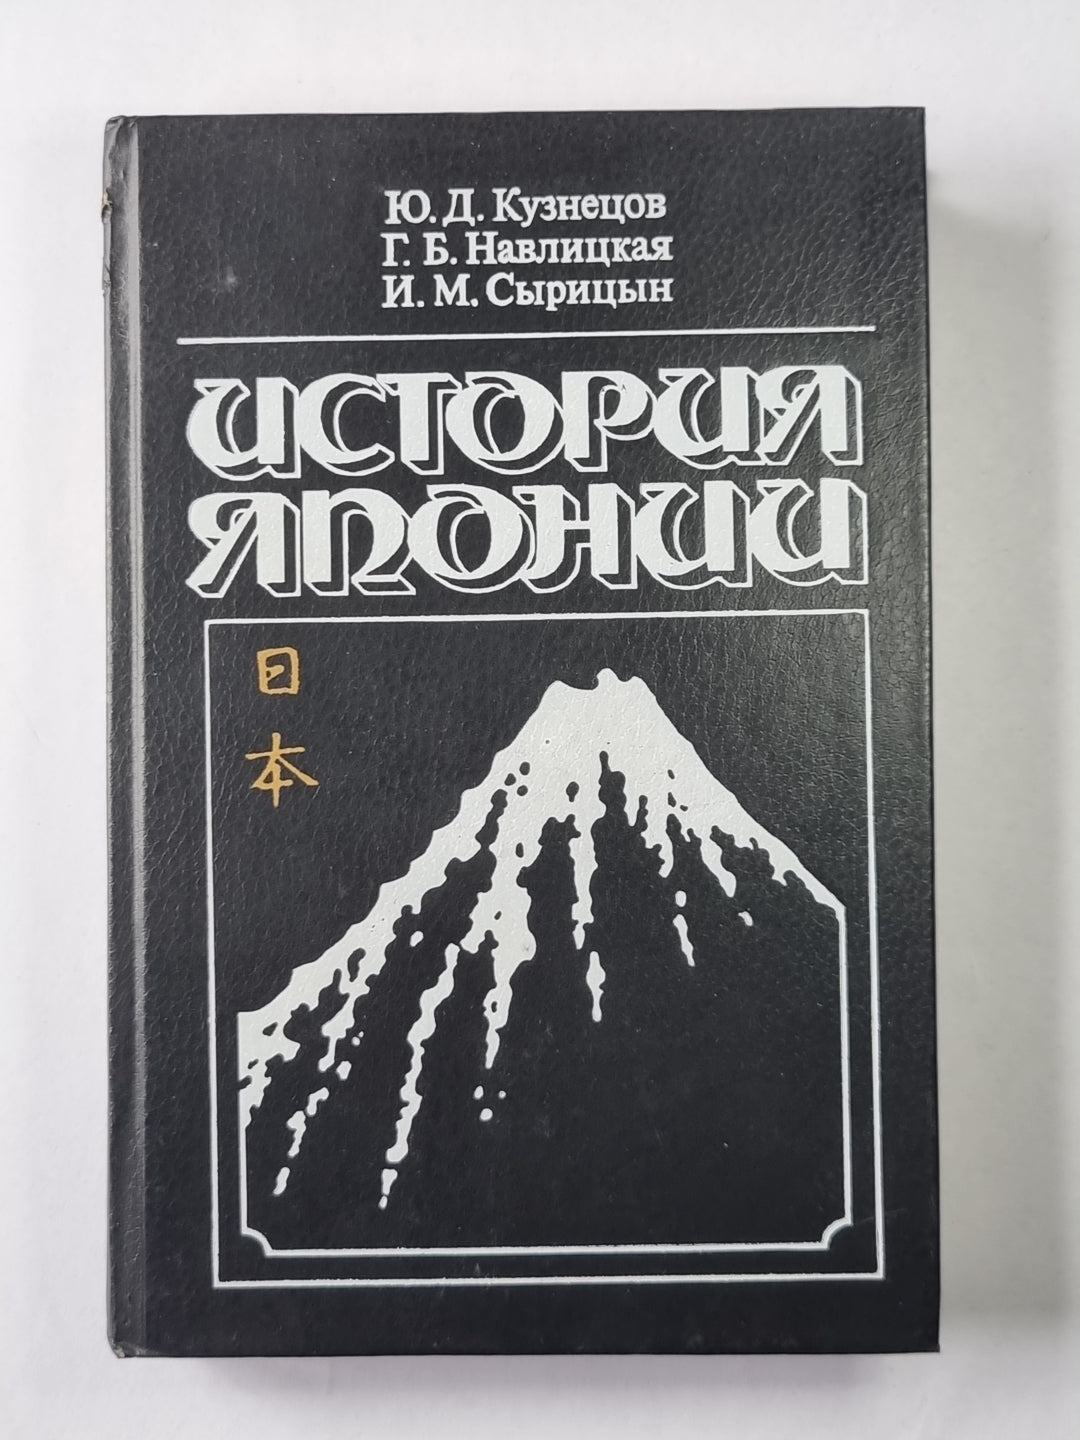 Ю. Д. Кузнецов
Г. Б. Навлицкая
И. М. Сырицын
ИСТОРИЯ
ЯПОНИИ
日
本